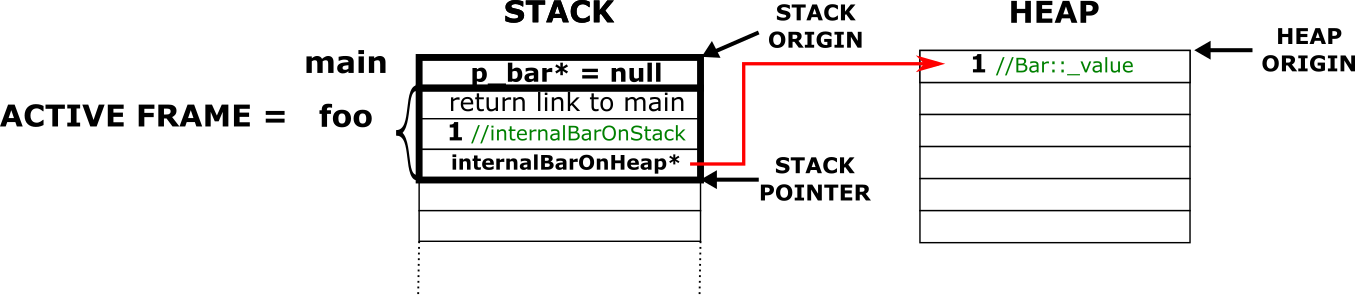 STACK
HEAP
STACK
ORIGIN
HEAP
ORIGIN
main
p_bar* = null
1 //Bar::_value
ACTIVE FRAME = foo
return link to main
1 //internalBarOnStack
internalBarOnHeap*
STACK
POINTER